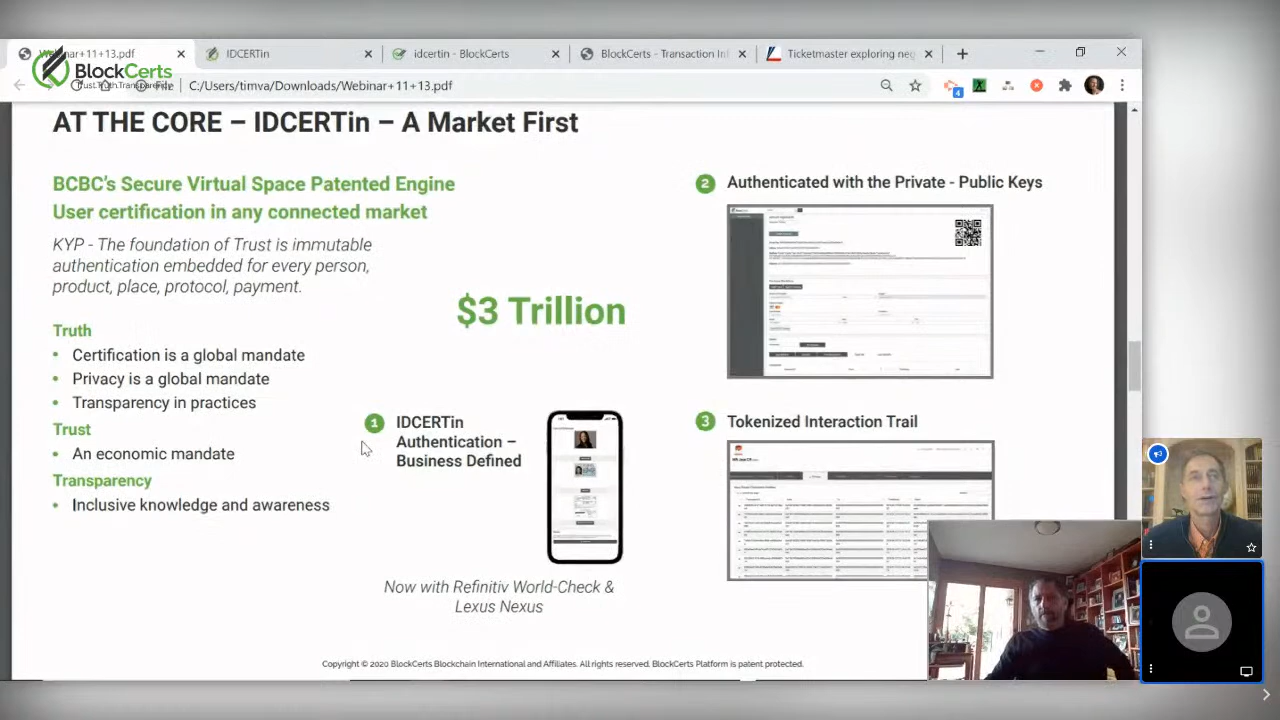 Webinar+11+13.pdf
IDCERTin
idcertin - Bloc
BlockCerts - Transaction Inf
Ticketmaster exploring neg
BlockCerts
Trust.Truth.Transparency
File
C:/Users/timva/Downloads/Webinar+11+13.pdf
4
AT THE CORE – IDCERTin – A Market First
BCBC's Secure Virtual Space Patented Engine
User certification in any connected market
KYP - The foundation of Trust is immutable
authentication embedded for every person,
product, place, protocol, payment.
$3 Trillion
Truth
• Certification is a global mandate
• Privacy is a global mandate
• Transparency in practices
Trust
• An economic mandate
Transparency
• Inclusive knowledge and awareness
1 IDCERTin
Authentication –
Business Defined
Now with Refinitiv World-Check &
Lexus Nexus
2 Authenticated with the Private - Public Keys
3 Tokenized Interaction Trail
Copyright © 2020 BlockCerts Blockchain International and Affiliates. All rights reserved. BlockCerts Platform is patent protected.